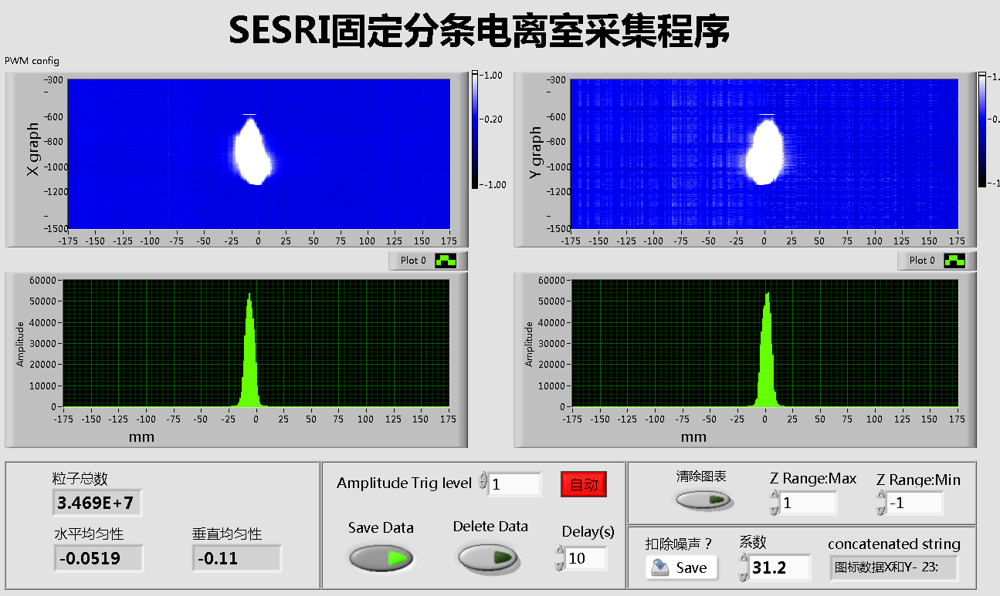 SESRI固定分条电离室采集程序
PWM config
X graph
-300
-
-600
-800
-1000
-1200
-
-1500
-175 -150 -125 -100 -75 -50 -25 0 25 50 75 100 125 150 175
-1.00
-0.20
--1.00
Y graph
-300
-
-600
-800
-1000
-1200
-
-1500
-175 -150 -125 -100 -75 -50 -25 0 25 50 75 100 125 150 175
-1.
-0.
--1
Plot 0
Plot 0
Amplitude
60000
50000
40000
30000
20000
10000
0
-175 -150 -125 -100 -75 -50 -25 0 25 50 75 100 125 150 175
mm
Amplitude
60000
50000
40000
30000
20000
10000
0
-175 -150 -125 -100 -75 -50 -25 0 25 50 75 100 125 150 175
mm
粒子总数
3.469E+7
水平均匀性
-0.0519
垂直均匀性
-0.11
Amplitude Trig level 1
自动
Save Data
Delete Data
Delay(s)
10
清除图表
Z Range:Max
1
Z Range:Min
-1
扣除噪声？
Save
系数
31.2
concatenated string
图标数据X和Y- 23: